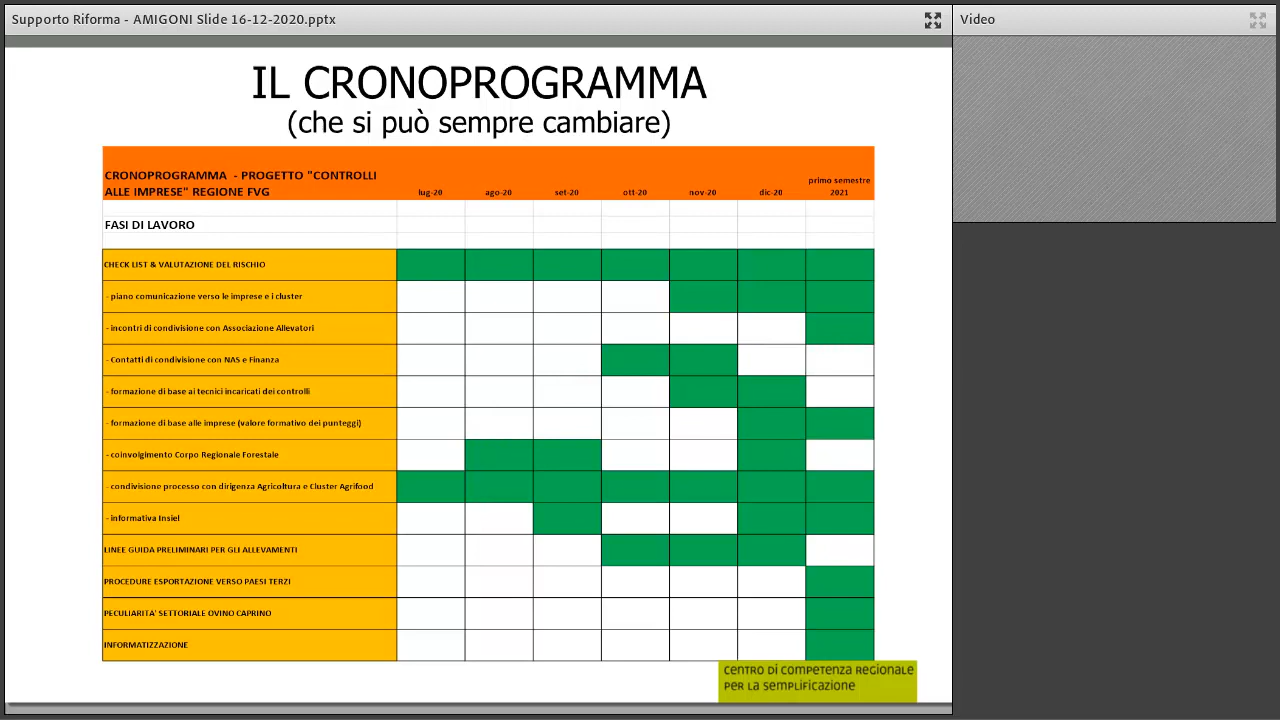 Supporto Riforma - AMIGONI Slide 16-12-2020.pptx
Video
IL CRONOPROGRAMMA
(che si può sempre cambiare)
CRONOPROGRAMMA - PROGETTO "CONTROLLI
ALLE IMPRESE" REGIONE FVG
lug-20 ago-20 set-20 ott-20 nov-20 dic-20 primo semestre
2021
FASI DI LAVORO
CHECK LIST & VALUTAZIONE DEL RISCHIO
- piano comunicazione verso le imprese e i cluster
- incontri di condivisione con Associazione Allevatori
- Contatti di condivisione con NAS e Finanza
- formazione di base ai tecnici incaricati dei controlli
- formazione di base alle imprese (valore formativo dei punteggi)
- coinvolgimento Corpo Regionale Forestale
- condivisione processo con dirigenza Agricoltura e Cluster Agrifood
- informativa Insiel
LINEE GUIDA PRELIMINARI PER GLI ALLEVAMENTI
PROCEDURE ESPORTAZIONE VERSO PAESI TERZI
PECULIARITA' SETTORIALE OVINO CAPRINO
INFORMATIZZAZIONE
CENTRO DI COMPETENZA REGIONALE
PER LA SEMPLIFICAZIONE